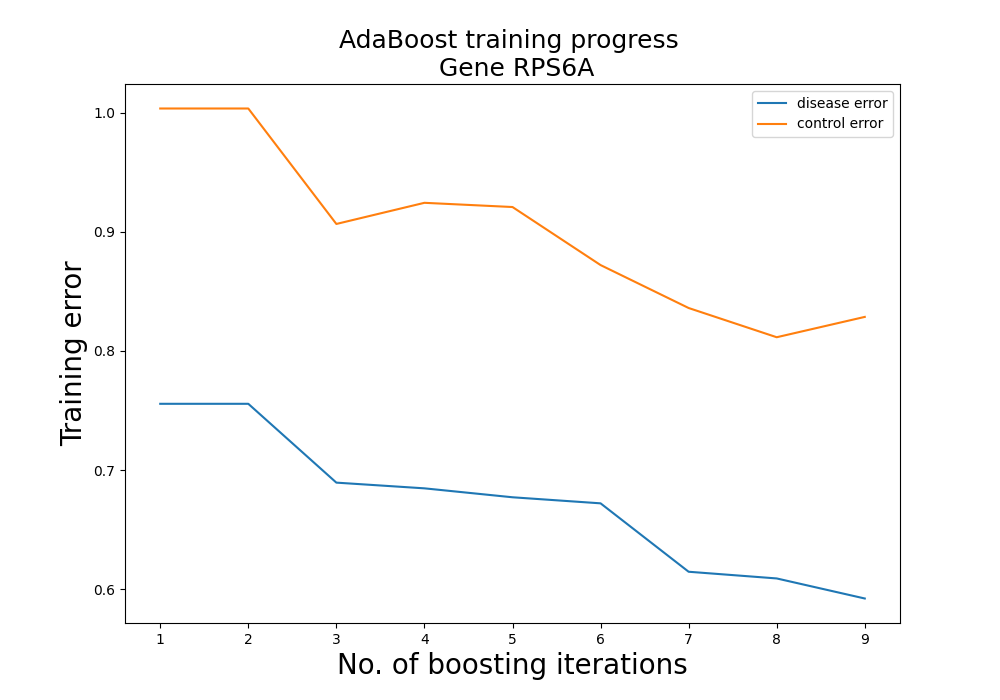 AdaBoost training progress
Gene RPS6A
disease error
control error
Training error
1.0
0.9
0.8
0.7
0.6
1 2 3 4 5 6 7 8 9
No. of boosting iterations